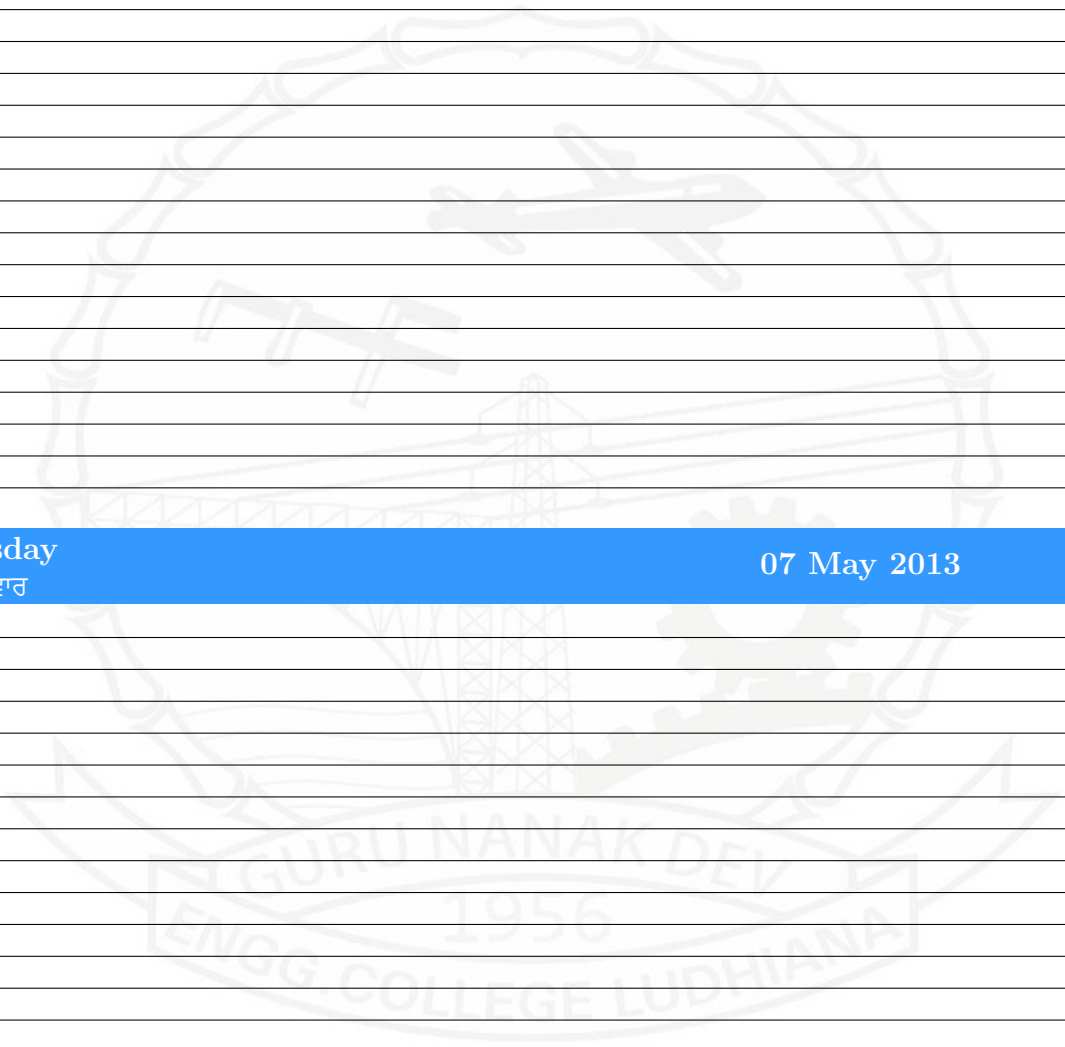 sday
ਵਾਰ
07 May 2013
GURU NANAK DEV
1956
ENGG. COLLEGE LUDHIANA